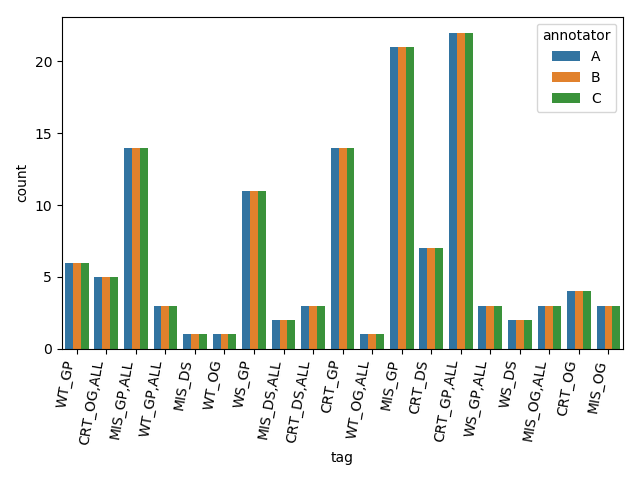 annotator
A
B
C
count
20
15
10
5
0
WT_GP
CRT_OG,ALL
MIS_GP,ALL
WT_GP,ALL
MIS_DS
WT_OG
WS_GP
MIS_DS,ALL
CRT_DS,ALL
CRT_GP
WT_OG,ALL
MIS_GP
CRT_DS
CRT_GP,ALL
WS_GP,ALL
WS_DS
MIS_OG,ALL
CRT_OG
MIS_OG
tag